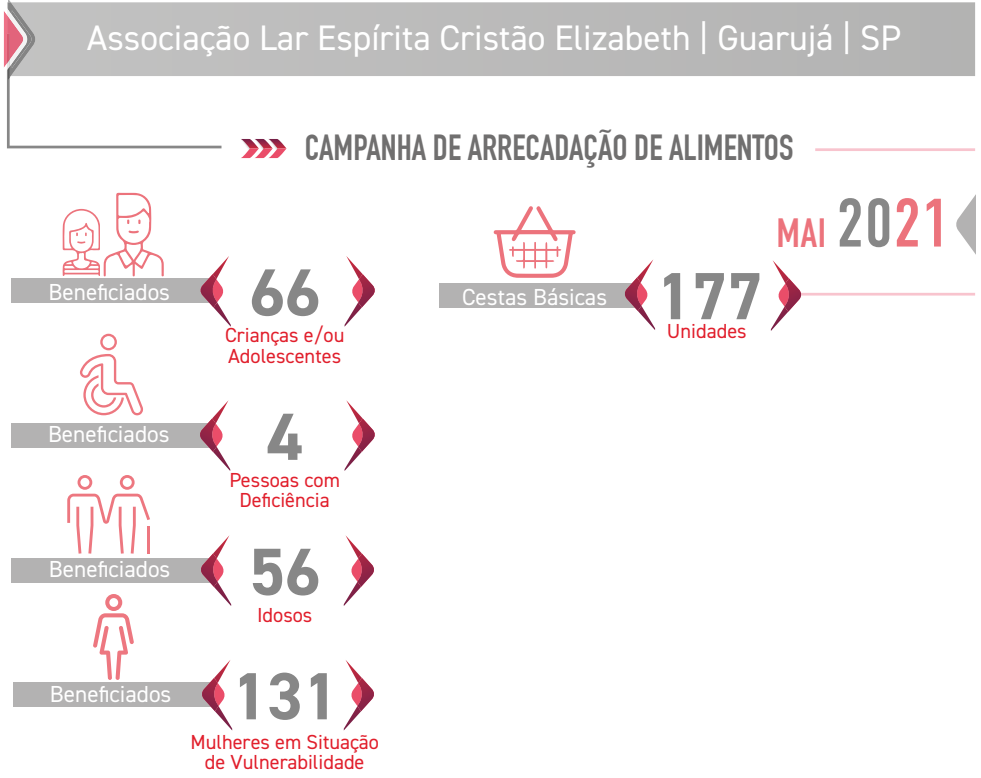 Associação Lar Espírita Cristão Elizabeth | Guarujá | SP
CAMPANHA DE ARRECADAÇÃO DE ALIMENTOS
MAI 2021
Beneficiados
66
Crianças e/ou
Adolescentes
Cestas Básicas
177
Unidades
Beneficiados
4
Pessoas com
Deficiência
Beneficiados
56
Idosos
Beneficiados
131
Mulheres em Situação
de Vulnerabilidade